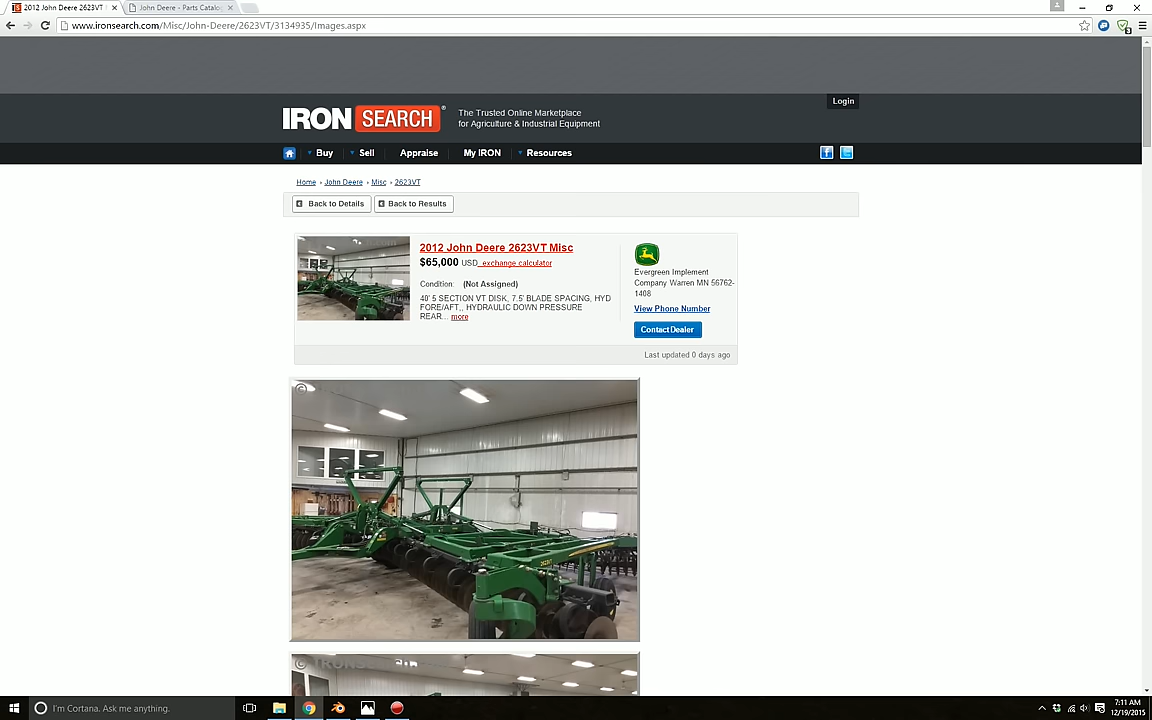 2012 John Deere 2623VT
John Deere - Parts Catalog
www.ironsearch.com/Misc/John-Deere/2623VT/3134935/Images.aspx
Login
IRON SEARCH®
The Trusted Online Marketplace
for Agriculture & Industrial Equipment
Buy Sell Appraise My IRON Resources
Home John Deere Misc 2623VT
Back to Details Back to Results
2012 John Deere 2623VT Misc
$65,000 USD exchange calculator
Condition: (Not Assigned)
40' 5 SECTION VT DISK, 7.5' BLADE SPACING, HYD
FORE/AFT,, HYDRAULIC DOWN PRESSURE
REAR... more
Evergreen Implement
Company Warren MN 56762-
1408
View Phone Number
Contact Dealer
Last updated 0 days ago
2623VT
© IRONSEARCH.com
I'm Cortana. Ask me anything.
7:11 AM
12/19/2015